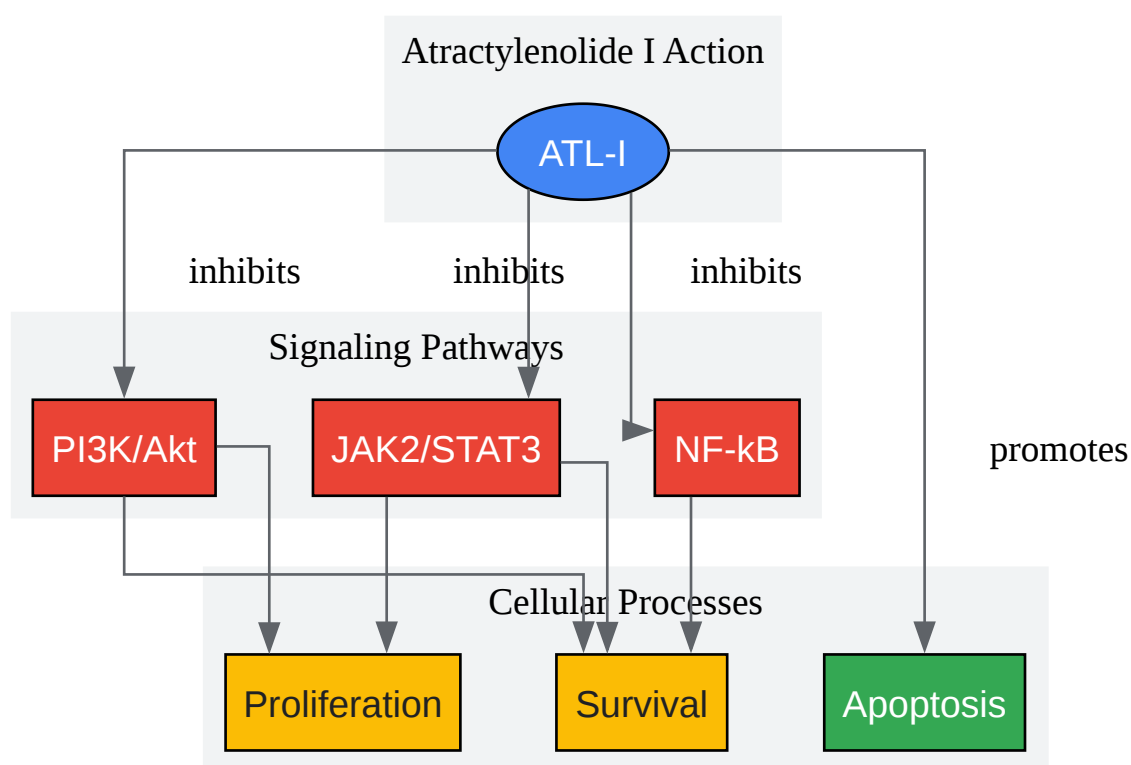 Atractylenolide I Action
ATL-I
inhibits
inhibits
inhibits
Signaling Pathways
PI3K/Akt
JAK2/STAT3
NF-kB
promotes
Cellular Processes
Proliferation
Survival
Apoptosis